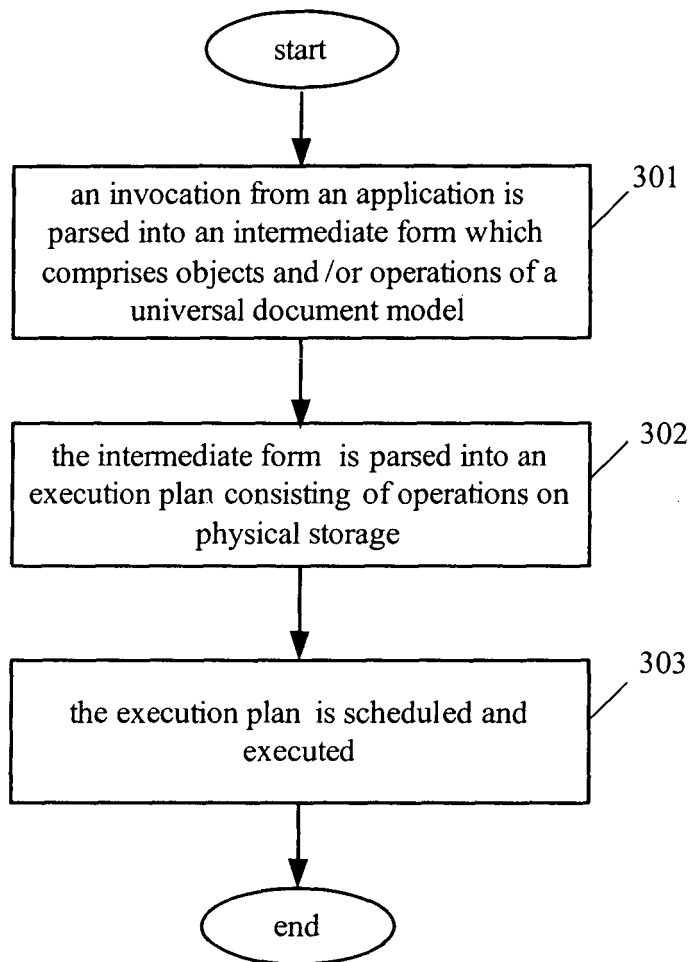 start
301
an invocation from an application is
parsed into an intermediate form which
comprises objects and /or operations of a
universal document model
302
the intermediate form is parsed into an
execution plan consisting of operations on
physical storage
303
the execution plan is scheduled and
executed
end